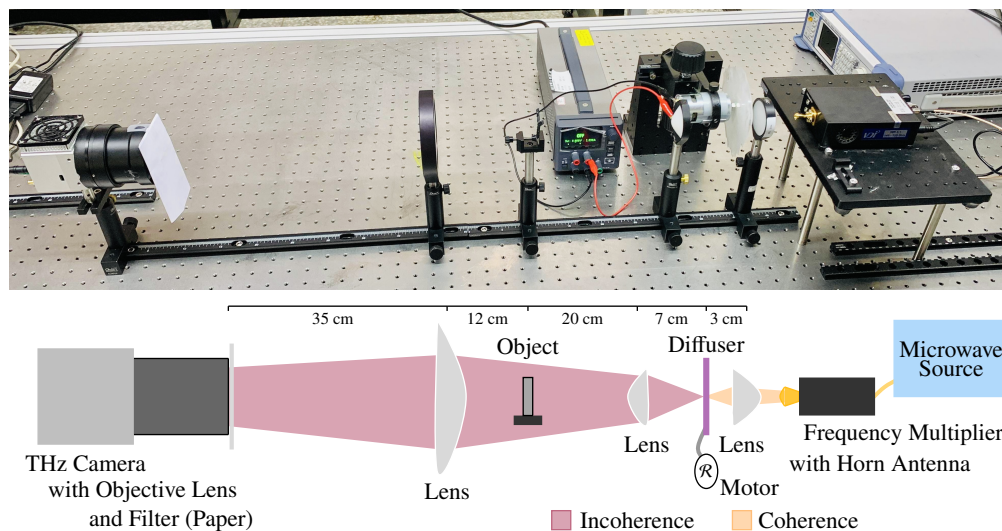 35 cm
12 cm
20 cm
7 cm
3 cm
Object
Diffuser
Microwave
Source
Lens
Lens
Lens
Frequency Multiplier
with Horn Antenna
THz Camera
with Objective Lens
and Filter (Paper)
R
Motor
Incoherence
Coherence